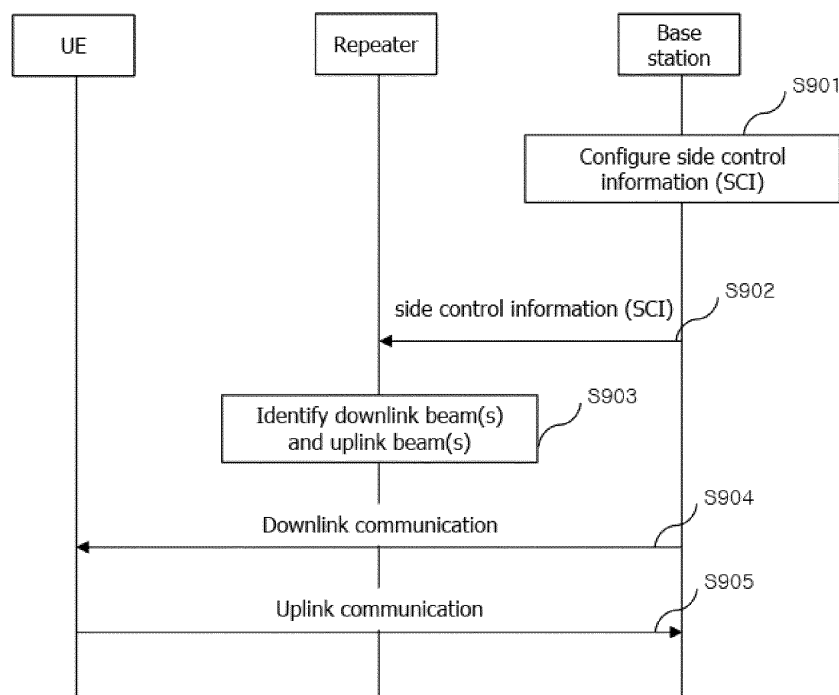 UE
Repeater
Base
station
S901
Configure side control
information (SCI)
side control information (SCI)
S902
Identify downlink beam(s)
and uplink beam(s)
S903
Downlink communication
S904
Uplink communication
S905